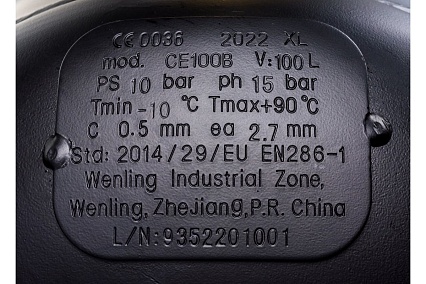 CE 0036 2022 XL
mod. CE100B V:100L
PS 10 bar ph 15 bar
Tmin -10 °C Tmax+90°C
C 0.5 mm ea 2.7 mm
Std: 2014/29/EU EN286-1
Wenling Industrial Zone,
Wenling, ZheJiang, P.R. China
L/N:9352201001